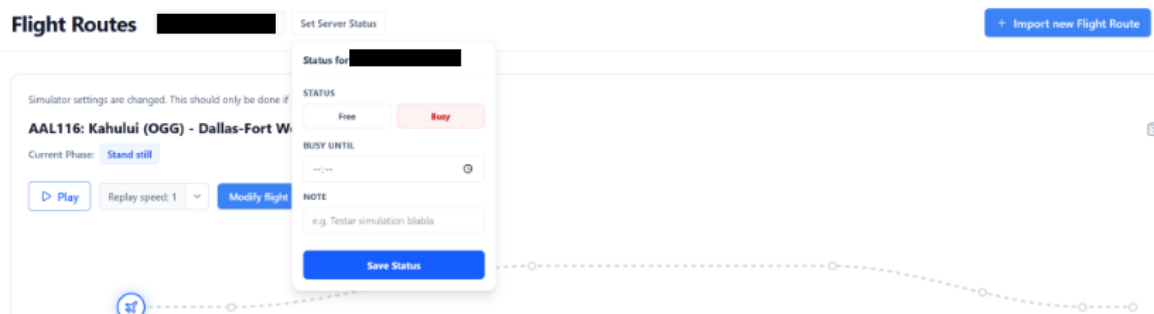 Flight Routes
Set Server Status
+ Import new Flight Route
Status for
Simulator settings are changed. This should only be done if
STATUS
Free
Busy
AAL116: Kahului (OGG) - Dallas-Fort W
Current Phase: Stand still
BUSY UNTIL
--:--
Play
Replay speed: 1
Modify flight
NOTE
e.g. Testar simulation blabla
Save Status